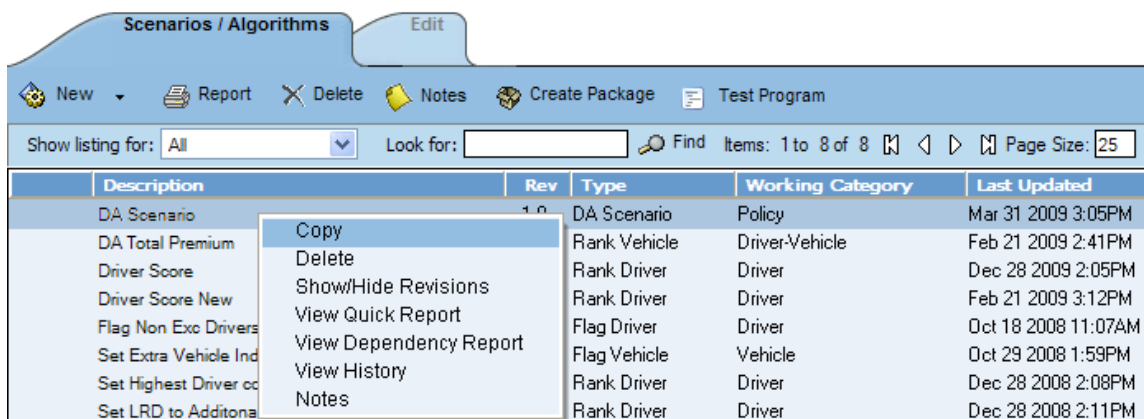 Scenarios / Algorithms Edit
New Report Delete Notes Create Package Test Program
Show listing for: All Look for: Find Items: 1 to 8 of 8 Page Size: 25
Description Rev Type Working Category Last Updated
DA Scenario 1.0 DA Scenario Policy Mar 31 2009 3:05PM
Copy
DA Total Premium Rank Vehicle Driver-Vehicle Feb 21 2009 2:41PM
Delete
Driver Score Rank Driver Driver Dec 28 2009 2:05PM
Show/Hide Revisions
Driver Score New Rank Driver Driver Feb 21 2009 3:12PM
View Quick Report
Flag Non Exc Drivers Flag Driver Driver Oct 18 2008 11:07AM
View Dependency Report
Set Extra Vehicle Ind Flag Vehicle Vehicle Oct 29 2008 1:59PM
View History
Set Highest Driver co Rank Driver Driver Dec 28 2008 2:08PM
Notes
Set LRD to Additona Rank Driver Driver Dec 28 2008 2:11PM